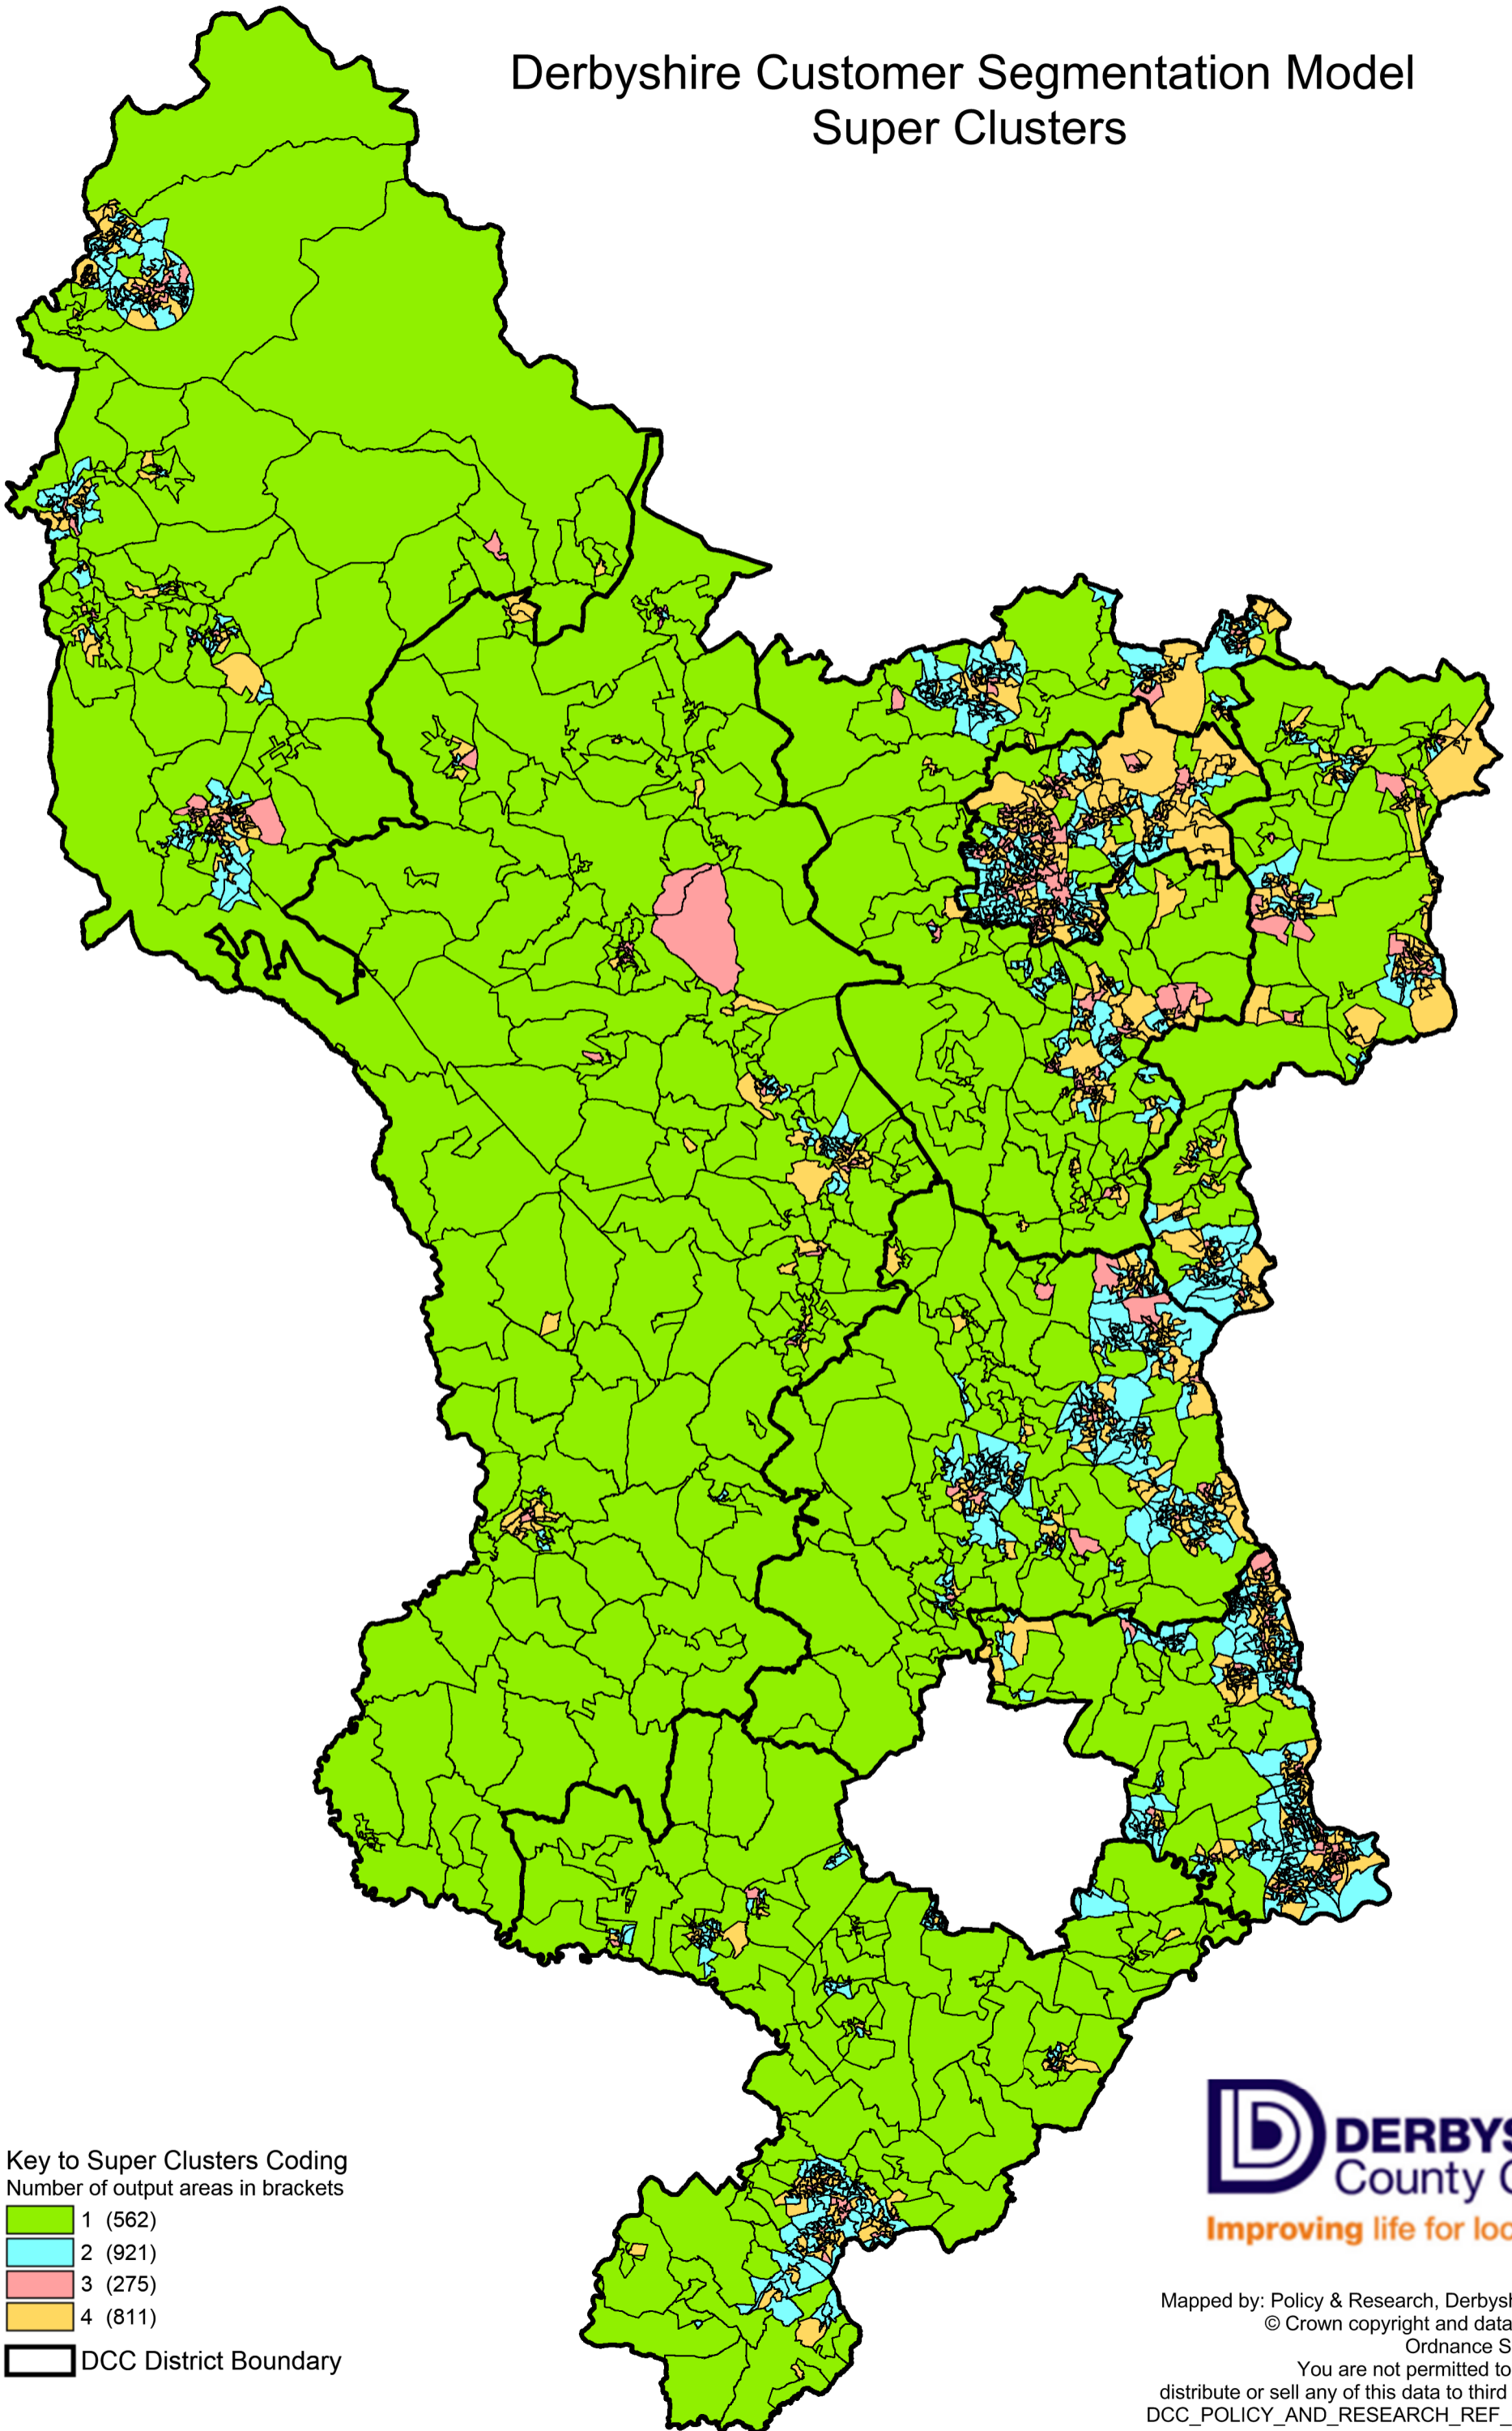 Derbyshire Customer Segmentation Model
Super Clusters
Key to Super Clusters Coding
Number of output areas in brackets
1 (562)
2 (921)
3 (275)
4 (811)
DCC District Boundary
DERBYS
County C
Improving life for loc
Mapped by: Policy & Research, Derbysh
© Crown copyright and data
Ordnance S
You are not permitted to
distribute or sell any of this data to third
DCC_POLICY_AND_RESEARCH_REF_